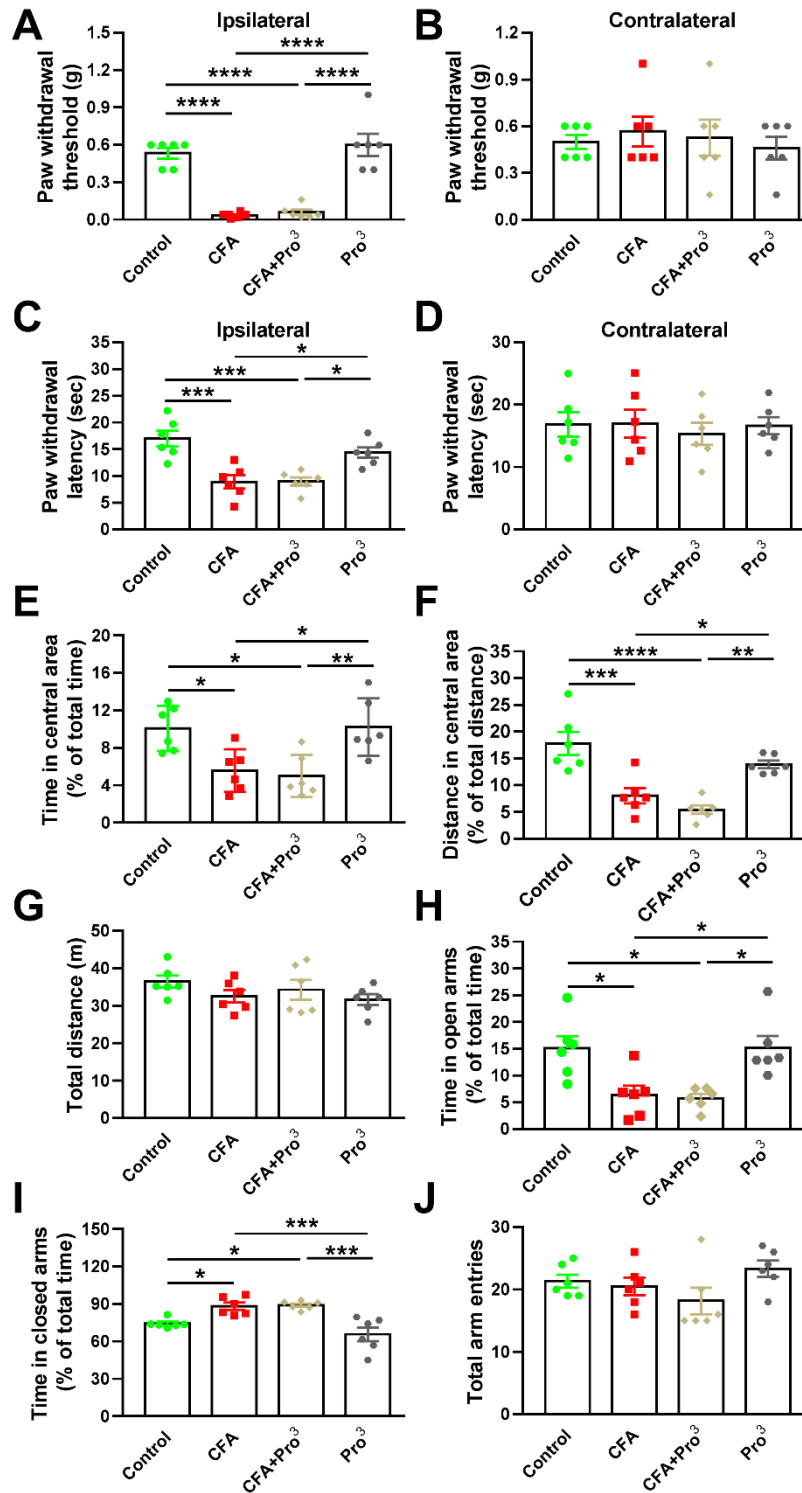 A
Ipsilateral
Paw withdrawal
threshold (g)
1.5
1.2
0.9
0.6
0.3
0.0
****
****
****
****
Control
CFA
CFA+Pro³
Pro³
B
Contralateral
Paw withdrawal
threshold (g)
1.5
1.2
0.9
0.6
0.3
0.0
Control
CFA
CFA+Pro³
Pro³
C
Ipsilateral
Paw withdrawal
latency (sec)
35
30
25
20
15
10
5
0
*
***
*
***
Control
CFA
CFA+Pro³
Pro³
D
Contralateral
Paw withdrawal
latency (sec)
30
20
10
0
Control
CFA
CFA+Pro³
Pro³
E
Time in central area
(% of total time)
20
16
12
8
4
0
*
*
**
*
Control
CFA
CFA+Pro³
Pro³
F
Distance in central area
(% of total distance)
35
30
25
20
15
10
5
0
*
****
**
***
Control
CFA
CFA+Pro³
Pro³
G
Total distance (m)
50
40
30
20
10
0
Control
CFA
CFA+Pro³
Pro³
H
Time in open arms
(% of total time)
35
30
25
20
15
10
5
0
*
*
*
*
Control
CFA
CFA+Pro³
Pro³
I
Time in closed arms
(% of total time)
150
120
90
60
30
0
***
*
***
*
Control
CFA
CFA+Pro³
Pro³
J
Total arm entries
30
20
10
0
Control
CFA
CFA+Pro³
Pro³